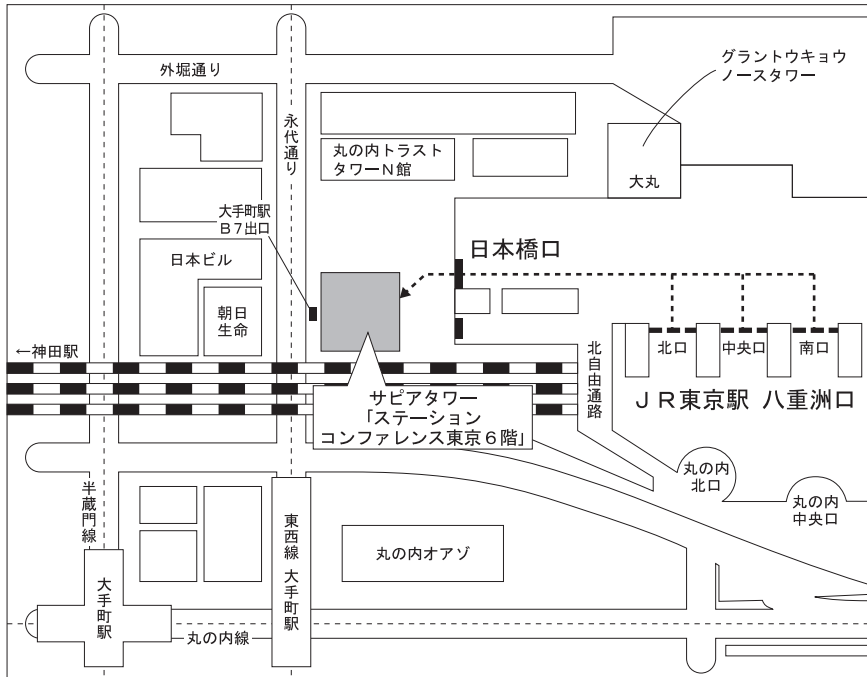 外堀通り
グラントウキョウ
ノースタワー
永代通り
丸の内トラスト
タワーN館
大丸
大手町駅
B7出口
日本橋口
日本ビル
朝日
生命
←神田駅
北口
中央口
南口
北自由通路
JR東京駅 八重洲口
サピアタワー
「ステーション
コンファレンス東京6階」
丸の内
北口
丸の内
中央口
半蔵門線
東西線 大手町駅
丸の内オアゾ
大手町駅
丸の内線